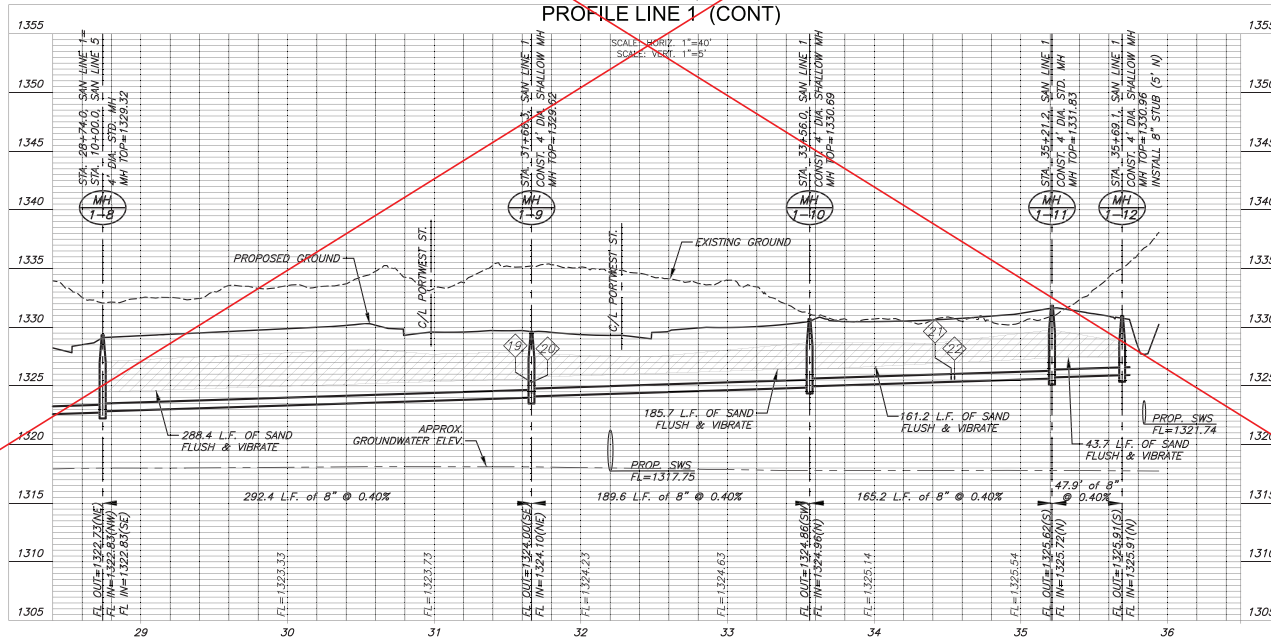 PROFILE LINE 1 (CONT)
SCALE: HORIZ. 1"=40'
SCALE: VERT. 1"=5'
1355
1350
1345
1340
1335
1330
1325
1320
1315
1310
1305
1355
1350
1345
1340
1335
1330
1325
1320
1315
1310
1305
STA. 28+74.0, SAN LINE 1=
STA. 10+00.0, SAN LINE 5
4' DIA. STD. MH
MH TOP=1329.32
STA. 31+66.3, SAN LINE 1
CONST. 4' DIA. SHALLOW MH
MH TOP=1329.62
STA. 33+56.0, SAN LINE 1
CONST. 4' DIA. SHALLOW MH
MH TOP=1330.69
STA. 35+21.2, SAN LINE 1
CONST. 4' DIA. STD. MH
MH TOP=1331.83
STA. 35+69.1, SAN LINE 1
CONST. 4' DIA. SHALLOW MH
MH TOP=1330.96
INSTALL 8" STUB (5' N)
MH
1-8
MH
1-9
MH
1-10
MH
1-11
MH
1-12
PROPOSED GROUND
C/L PORTWEST ST.
C/L PORTWEST ST.
EXISTING GROUND
19
20
21
22
288.4 L.F. OF SAND
FLUSH & VIBRATE
APPROX.
GROUNDWATER ELEV.
185.7 L.F. OF SAND
FLUSH & VIBRATE
161.2 L.F. OF SAND
FLUSH & VIBRATE
43.7 L.F. OF SAND
FLUSH & VIBRATE
PROP. SWS
FL=1321.74
PROP. SWS
FL=1317.75
292.4 L.F. of 8" @ 0.40%
189.6 L.F. of 8" @ 0.40%
165.2 L.F. of 8" @ 0.40%
47.9' of 8"
@ 0.40%
FL OUT=1322.73(NE)
FL IN=1322.83(NW)
FL IN=1322.83(SE)
FL=1323.33
FL=1323.73
FL OUT=1324.00(SE)
FL IN=1324.10(NE)
FL=1324.23
FL=1324.63
FL OUT=1324.86(SW)
FL IN=1324.96(N)
FL=1325.14
FL=1325.54
FL OUT=1325.62(S)
FL IN=1325.72(N)
FL OUT=1325.91(S)
FL IN=1325.91(N)
29
30
31
32
33
34
35
36